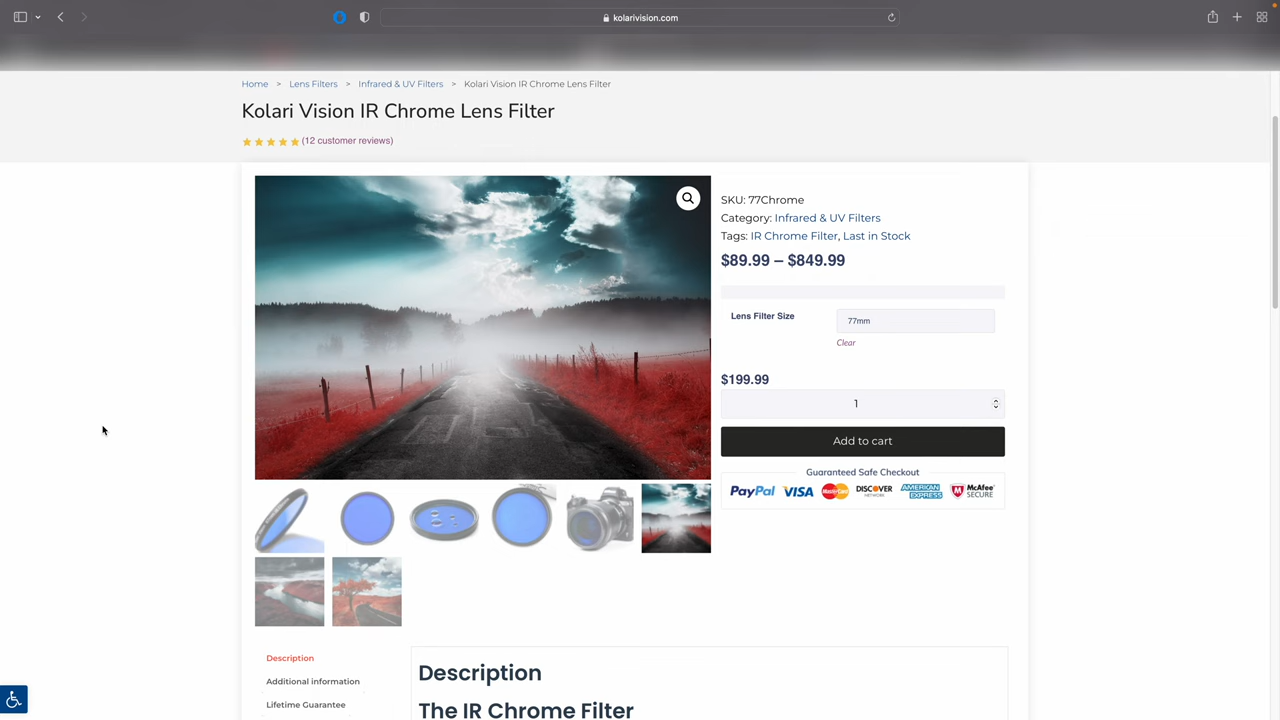 kolarivision.com
Home > Lens Filters > Infrared & UV Filters > Kolari Vision IR Chrome Lens Filter
Kolari Vision IR Chrome Lens Filter
(12 customer reviews)
SKU: 77Chrome
Category: Infrared & UV Filters
Tags: IR Chrome Filter, Last in Stock
$89.99 – $849.99
Lens Filter Size 77mm
Clear
$199.99
1
Add to cart
Guaranteed Safe Checkout
PayPal VISA MasterCard DISCOVER NETWORK AMERICAN EXPRESS McAfee SECURE
Description
Additional information
Lifetime Guarantee
Description
The IR Chrome Filter